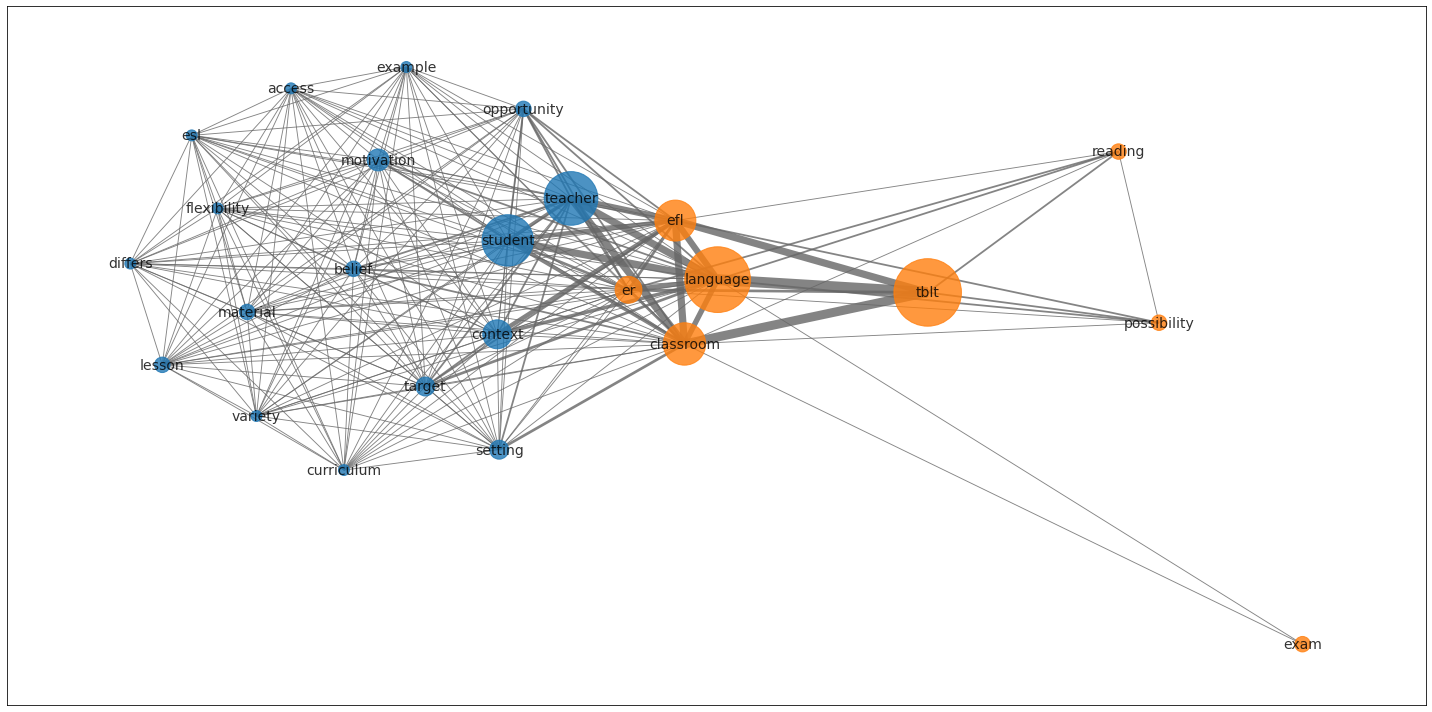 example
access
opportunity
esl
reading
motivation
teacher
flexibility
efl
student
differs
belief
language
er
tblt
material
possibility
context
classroom
lesson
target
variety
setting
curriculum
exam